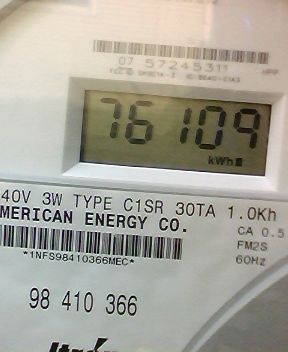 07 57245311
76109
kWh
40V 3W TYPE C1SR 30TA 1.0Kh
MERICAN ENERGY CO.
CA 0.5
FM2S
60Hz
*1NFS98410366MEC*
98 410 366
Itrón